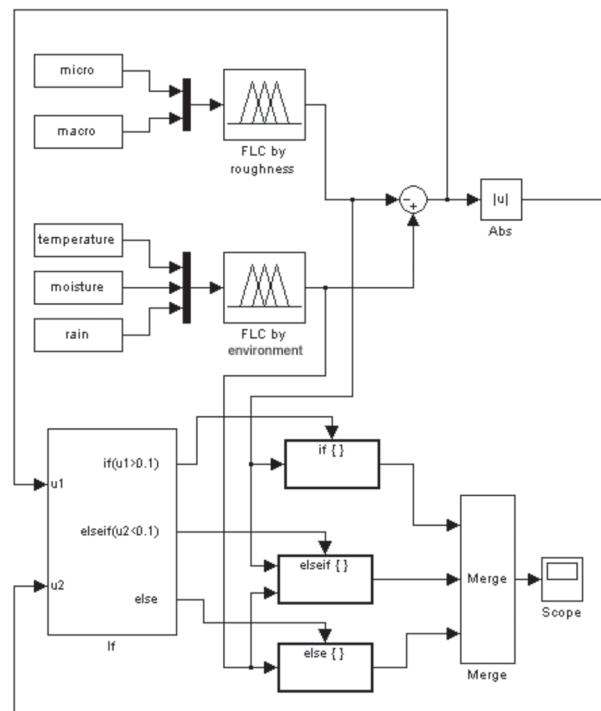 micro
macro
FLC by
roughness
-
+
|u|
Abs
temperature
moisture
rain
FLC by
environment
u1
u2
if(u1>0.1)
elseif(u2<0.1)
else
If
if { }
elseif { }
else { }
Merge
Merge
Scope